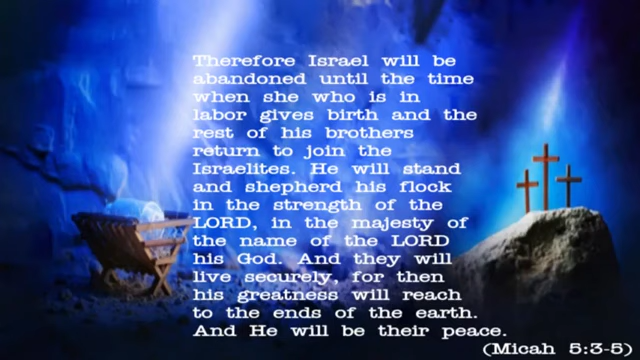 Therefore Israel will be
abandoned until the time
when she who is in
labor gives birth and the
rest of his brothers
return to join the
Israelites. He will stand
and shepherd his flock
in the strength of the
LORD, in the majesty of
the name of the LORD
his God. And they will
live securely, for then
his greatness will reach
to the ends of the earth.
And He will be their peace.
(Micah 5:3-5)